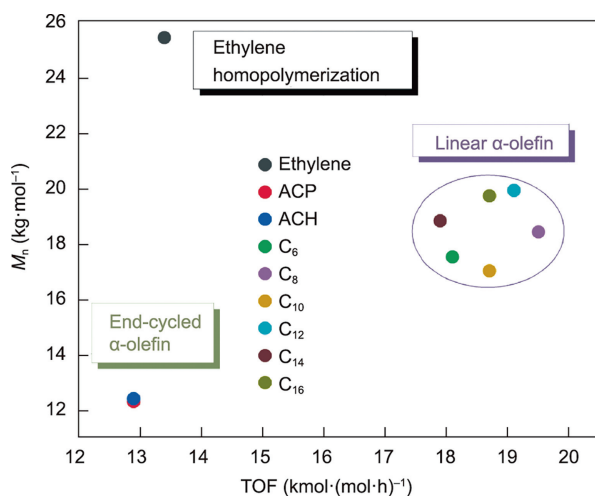 26
24
22
20
18
16
14
12
Mn (kg·mol⁻¹)
Ethylene
homopolymerization
Linear α-olefin
Ethylene
ACP
ACH
C₆
C₈
C₁₀
C₁₂
C₁₄
C₁₆
End-cycled
α-olefin
12 13 14 15 16 17 18 19 20
TOF (kmol·(mol·h)⁻¹)